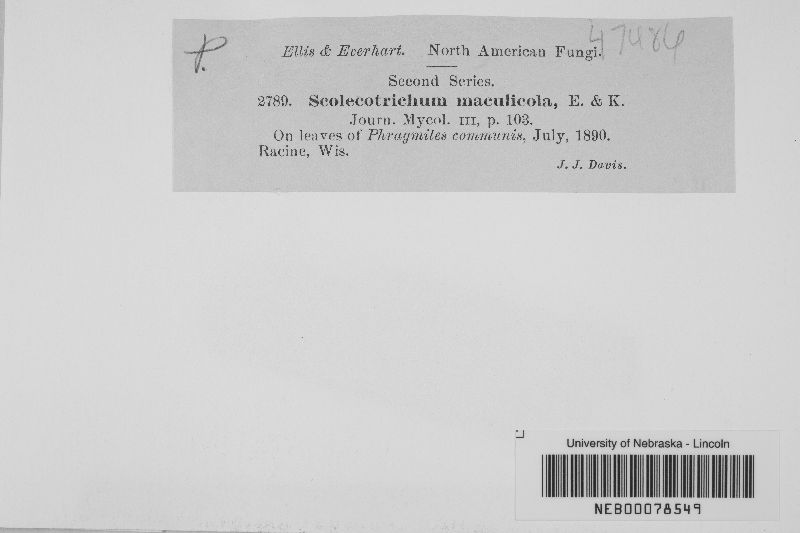 P.
47484
Ellis & Everhart. North American Fungi.
Second Series.
2789. Scolecotrichum maculicola, E. & K.
Journ. Mycol. III, p. 103.
On leaves of Phragmites communis, July, 1890.
Racine, Wis.
J. J. Davis.
University of Nebraska - Lincoln
NEB00078549